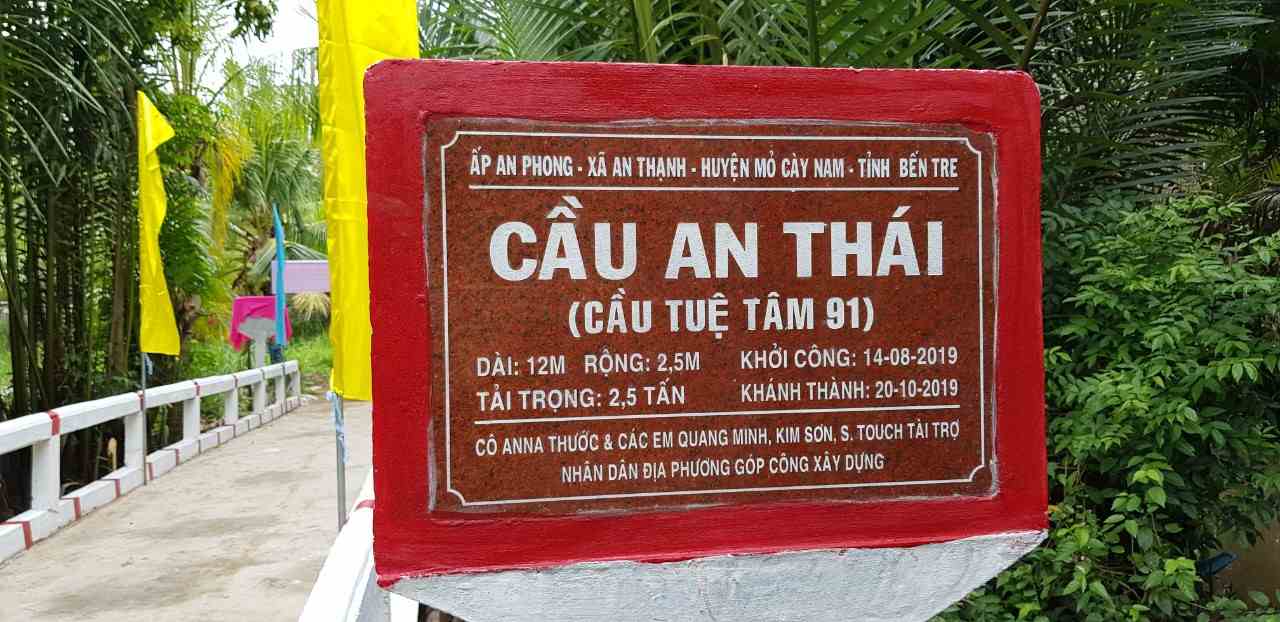 ẤP AN PHONG - XÃ AN THẠNH - HUYỆN MỎ CÀY NAM - TỈNH BẾN TRE
CẦU AN THÁI
(CẦU TUỆ TÂM 91)
DÀI: 12M RỘNG: 2,5M KHỞI CÔNG: 14-08-2019
TẢI TRỌNG: 2,5 TẤN KHÁNH THÀNH: 20-10-2019
CÔ ANNA THƯỚC & CÁC EM QUANG MINH, KIM SƠN, S. TOUCH TÀI TRỢ
NHÂN DÂN ĐỊA PHƯƠNG GÓP CÔNG XÂY DỰNG